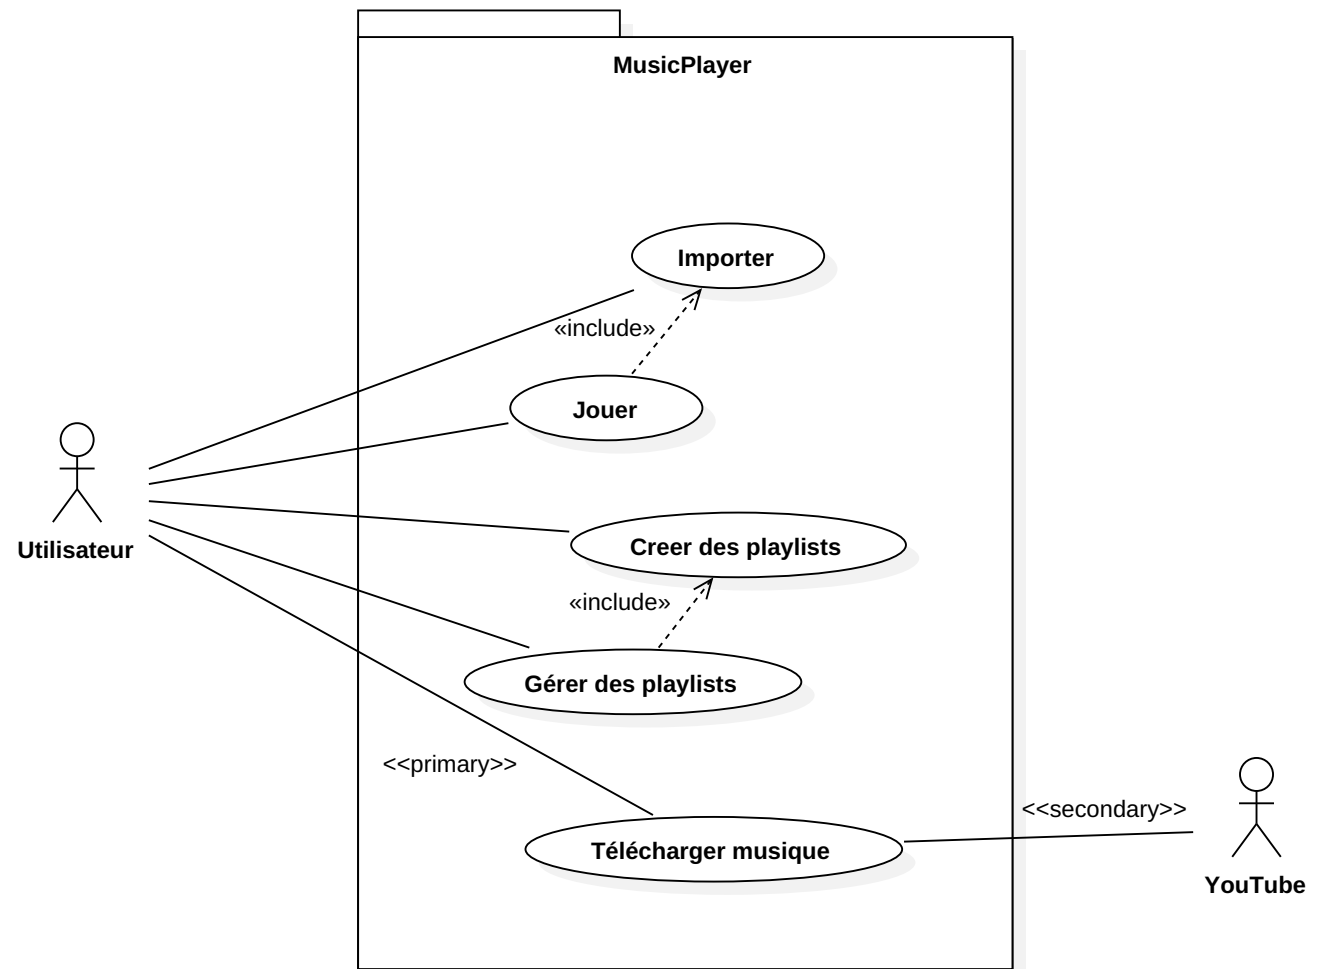 MusicPlayer
Importer
«include»
Jouer
Utilisateur
Creer des playlists
«include»
Gérer des playlists
<<primary>>
<<secondary>>
Télécharger musique
YouTube